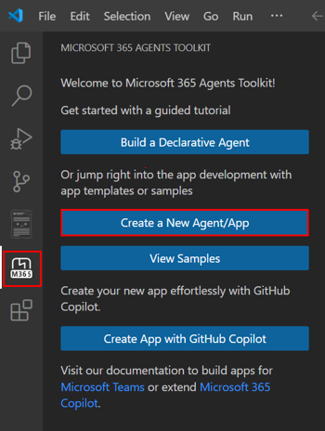 File Edit Selection View Go Run ···
MICROSOFT 365 AGENTS TOOLKIT
Welcome to Microsoft 365 Agents Toolkit!
Get started with a guided tutorial
Build a Declarative Agent
Or jump right into the app development with
app templates or samples
Create a New Agent/App
View Samples
M365
Create your new app effortlessly with GitHub
Copilot.
Create App with GitHub Copilot
Visit our documentation to build apps for
Microsoft Teams or extend Microsoft 365
Copilot.